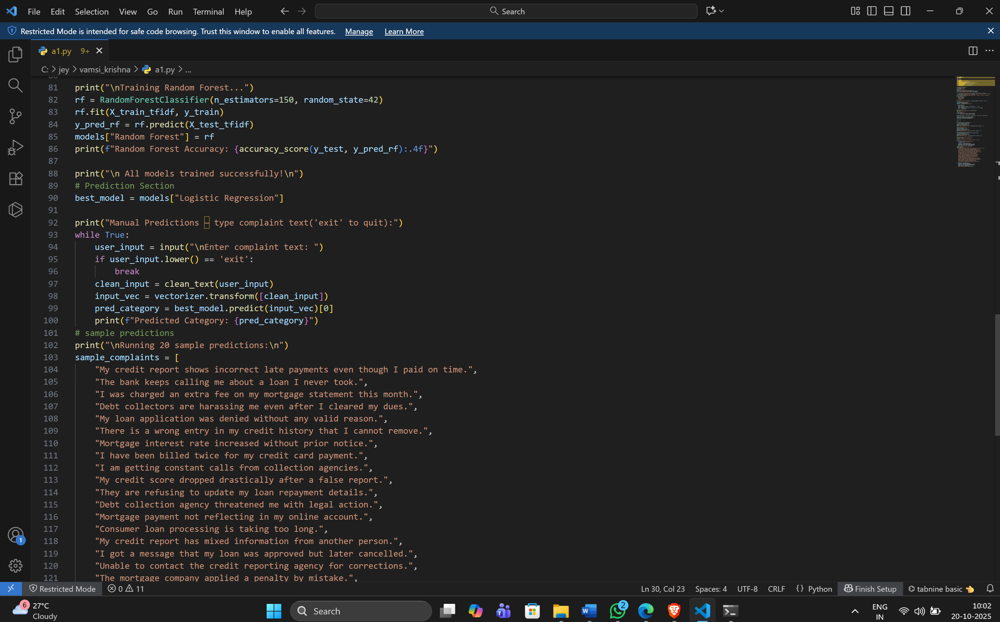 File Edit Selection View Go Run Terminal Help
Search
Restricted Mode is intended for safe code browsing. Trust this window to enable all features. Manage Learn More
a1.py 9+
C: > jey > vamsi_krishna > a1.py > ...
81 print("\nTraining Random Forest...")
82 rf = RandomForestClassifier(n_estimators=150, random_state=42)
83 rf.fit(X_train_tfidf, y_train)
84 y_pred_rf = rf.predict(X_test_tfidf)
85 models["Random Forest"] = rf
86 print(f"Random Forest Accuracy: {accuracy_score(y_test, y_pred_rf):.4f}")
87
88 print("\n All models trained successfully!\n")
89 # Prediction Section
90 best_model = models["Logistic Regression"]
91
92 print("Manual Predictions – type complaint text('exit' to quit):")
93 while True:
94     user_input = input("\nEnter complaint text: ")
95     if user_input.lower() == 'exit':
96         break
97     clean_input = clean_text(user_input)
98     input_vec = vectorizer.transform([clean_input])
99     pred_category = best_model.predict(input_vec)[0]
100     print(f"Predicted Category: {pred_category}")
101 # sample predictions
102 print("\nRunning 20 sample predictions:\n")
103 sample_complaints = [
104     "My credit report shows incorrect late payments even though I paid on time.",
105     "The bank keeps calling me about a loan I never took.",
106     "I was charged an extra fee on my mortgage statement this month.",
107     "Debt collectors are harassing me even after I cleared my dues.",
108     "My loan application was denied without any valid reason.",
109     "There is a wrong entry in my credit history that I cannot remove.",
110     "Mortgage interest rate increased without prior notice.",
111     "I have been billed twice for my credit card payment.",
112     "I am getting constant calls from collection agencies.",
113     "My credit score dropped drastically after a false report.",
114     "They are refusing to update my loan repayment details.",
115     "Debt collection agency threatened me with legal action.",
116     "Mortgage payment not reflecting in my online account.",
117     "Consumer loan processing is taking too long.",
118     "My credit report has mixed information from another person.",
119     "I got a message that my loan was approved but later cancelled.",
120     "Unable to contact the credit reporting agency for corrections.",
121     "The mortgage company applied a penalty by mistake.",
1
Restricted Mode 0 11 Ln 30, Col 23 Spaces: 4 UTF-8 CRLF {} Python Finish Setup tabnine basic
6 27°C
Cloudy
Search
2
ENG
IN
10:02
20-10-2025